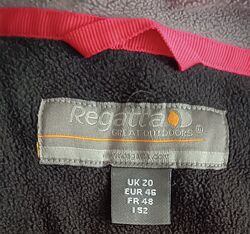 Regatta
GREAT OUTDOORS
UK 20
EUR 46
FR 48
I 52